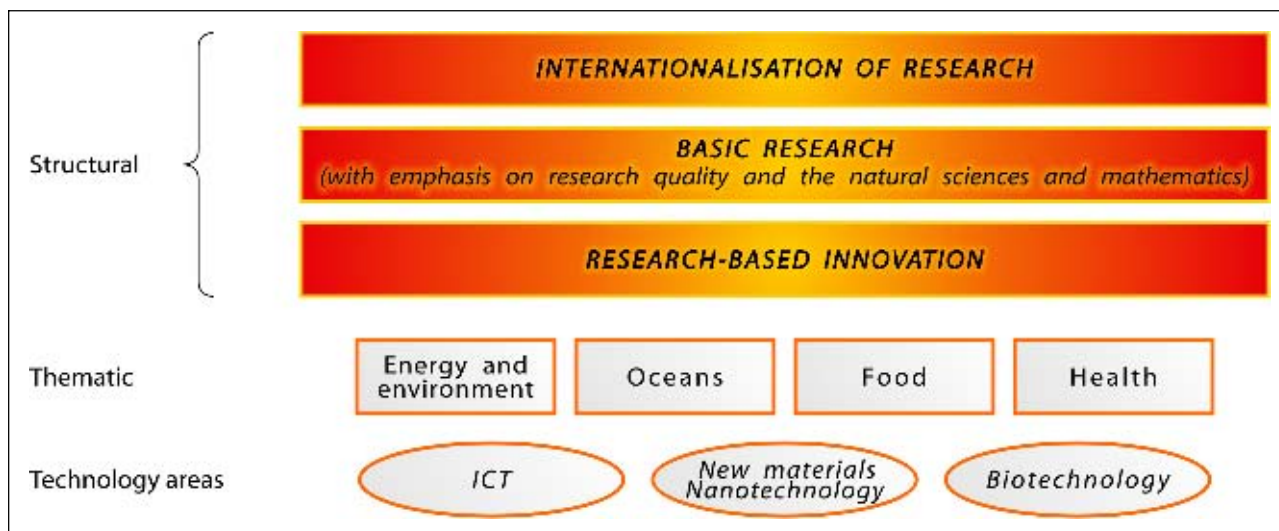 INTERNATIONALISATION OF RESEARCH
Structural
BASIC RESEARCH
(with emphasis on research quality and the natural sciences and mathematics)
RESEARCH-BASED INNOVATION
Thematic
Energy and
environment
Oceans
Food
Health
Technology areas
ICT
New materials
Nanotechnology
Biotechnology